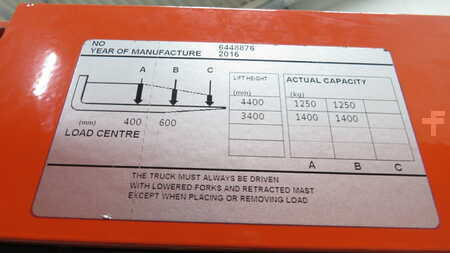 NO 6448876
YEAR OF MANUFACTURE 2016
A B C
LIFT HEIGHT ACTUAL CAPACITY
(mm) (kg)
4400 1250 1250
3400 1400 1400
(mm) 400 600
LOAD CENTRE
A B C
THE TRUCK MUST ALWAYS BE DRIVEN
WITH LOWERED FORKS AND RETRACTED MAST
EXCEPT WHEN PLACING OR REMOVING LOAD